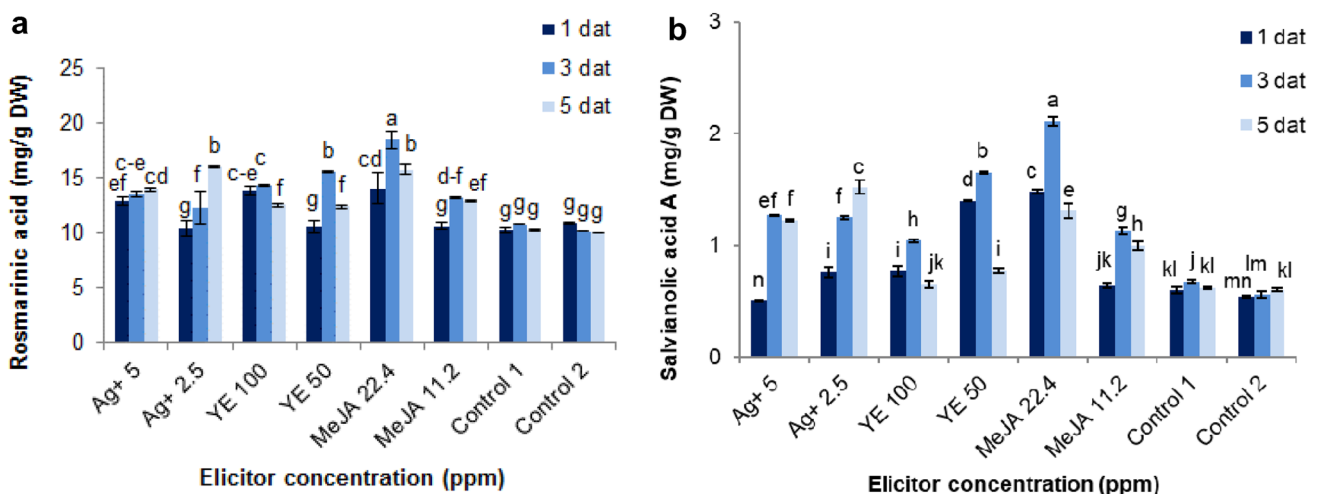 a
Rosmarinic acid (mg/g DW)
25
20
15
10
5
0
1 dat
3 dat
5 dat
ef c-e cd
g f b
c-e c f
g b f
cd a b
g d-f ef
g g g
g g g
Ag+ 5
Ag+ 2.5
YE 100
YE 50
MeJA 22.4
MeJA 11.2
Control 1
Control 2
Elicitor concentration (ppm)
b
Salvianolic acid A (mg/g DW)
3
2
1
0
1 dat
3 dat
5 dat
n ef f
i f c
i h jk
d b i
c a e
jk g h
kl j kl
mn lm kl
Ag+ 5
Ag+ 2.5
YE 100
YE 50
MeJA 22.4
MeJA 11.2
Control 1
Control 2
Elicitor concentration (ppm)